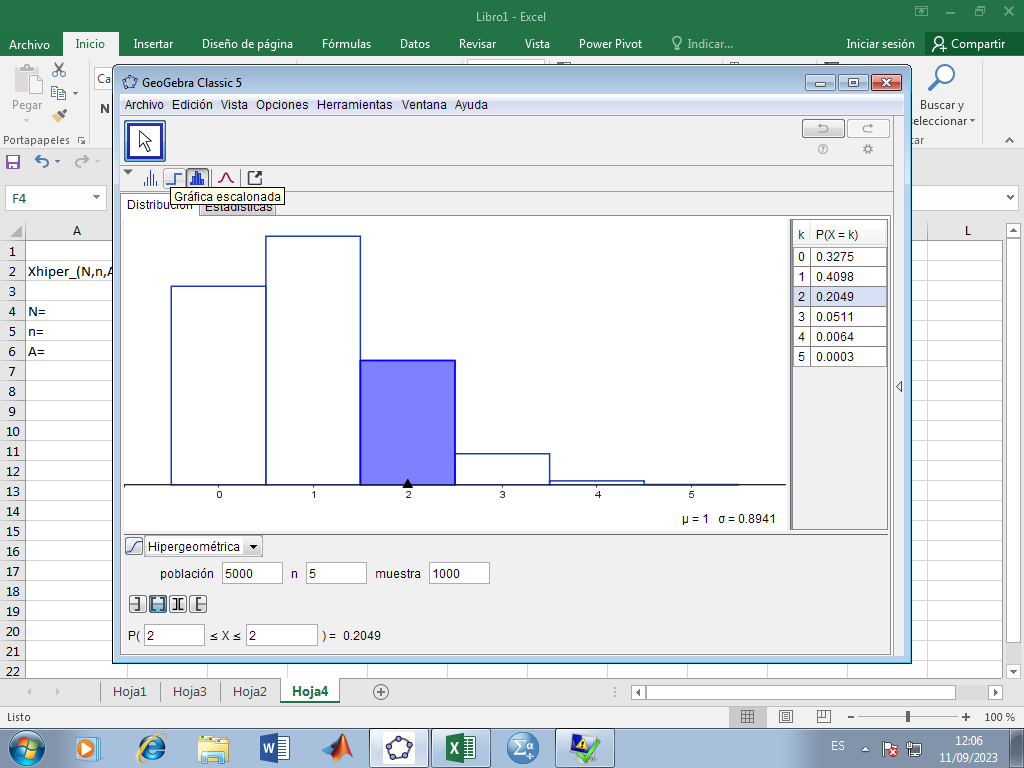 Libro1 - Excel
Archivo Inicio Insertar Diseño de página Fórmulas Datos Revisar Vista Power Pivot Indicar... Iniciar sesión Compartir
Pegar
Ca
N
Portapapeles
Buscar y
eleccionar
car
F4
A
L
1
2 Xhiper_(N,n,A
3
4 N=
5 n=
6 A=
7
8
9
10
11
12
13
14
15
16
17
18
19
20
21
22
GeoGebra Classic 5
Archivo Edición Vista Opciones Herramientas Ventana Ayuda
Gráfica escalonada
Distribución Estadísticas
k P(X = k)
0 0.3275
1 0.4098
2 0.2049
3 0.0511
4 0.0064
5 0.0003
0 1 2 3 4 5
μ = 1 σ = 0.8941
Hipergeométrica
población 5000 n 5 muestra 1000
P( 2 ≤ X ≤ 2 ) = 0.2049
Hoja1 Hoja3 Hoja2 Hoja4
Listo
100 %
ES
12:06
11/09/2023